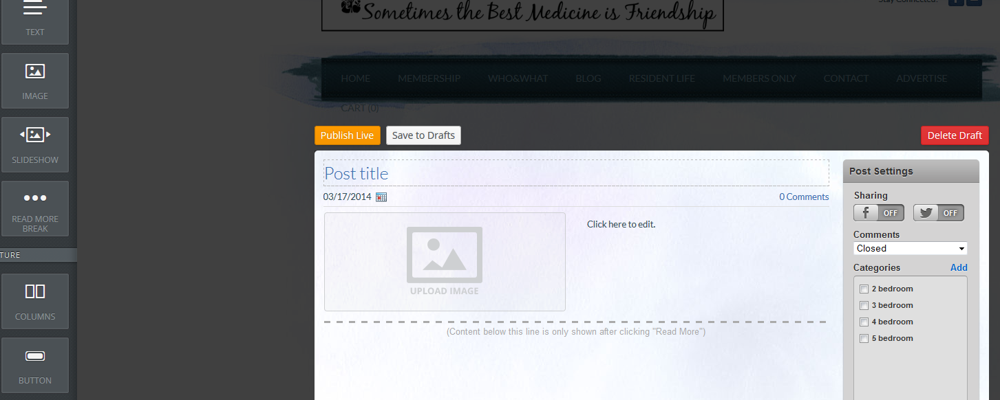 TEXT
IMAGE
SLIDESHOW
READ MORE
BREAK
TURE
COLUMNS
BUTTON
Sometimes the Best Medicine is Friendship
Stay Connected:
HOME MEMBERSHIP WHO&WHAT BLOG RESIDENT LIFE MEMBERS ONLY CONTACT ADVERTISE
CART (0)
Publish Live Save to Drafts Delete Draft
Post title
03/17/2014 0 Comments
UPLOAD IMAGE
Click here to edit.
(Content below this line is only shown after clicking "Read More")
Post Settings
Sharing
f OFF OFF
Comments
Closed
Categories Add
2 bedroom
3 bedroom
4 bedroom
5 bedroom